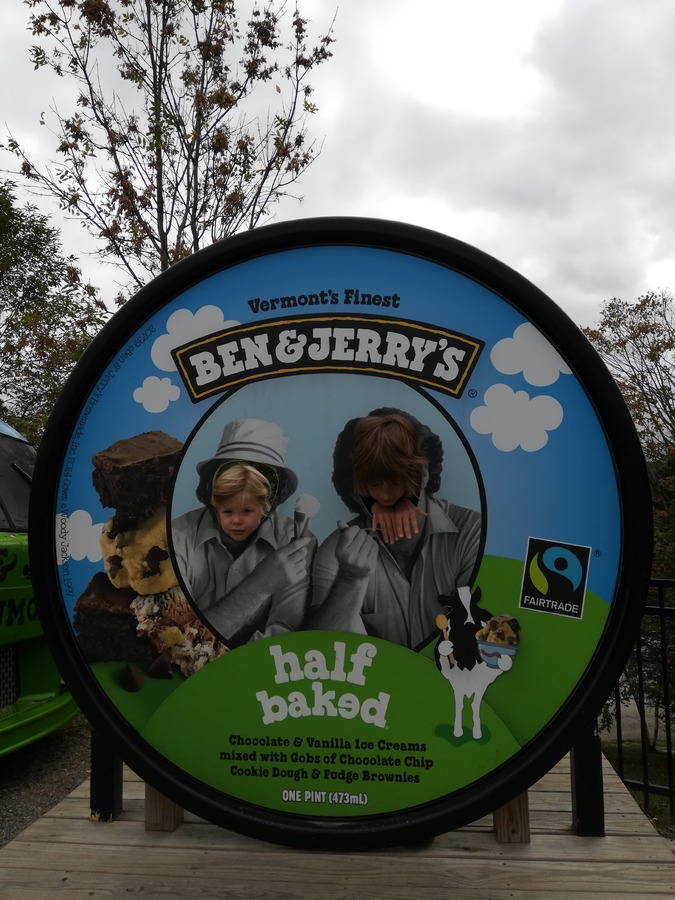 Vermont's Finest
BEN & JERRY'S
®
FAIRTRADE
®
half
baked
Chocolate & Vanilla Ice Creams
mixed with Gobs of Chocolate Chip
Cookie Dough & Fudge Brownies
ONE PINT (473mL)